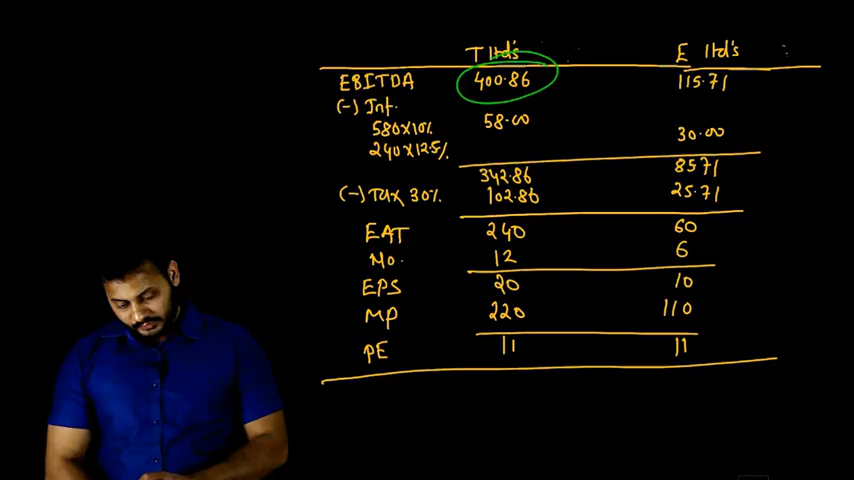 T ltd's E ltd's
EBITDA 400.86 115.71
(-) Int.
580x10% 58.00
240x12.5% 30.00
342.86 85.71
(-) Tax 30% 102.86 25.71
EAT 240 60
No. 12 6
EPS 20 10
MP 220 110
PE 11 11